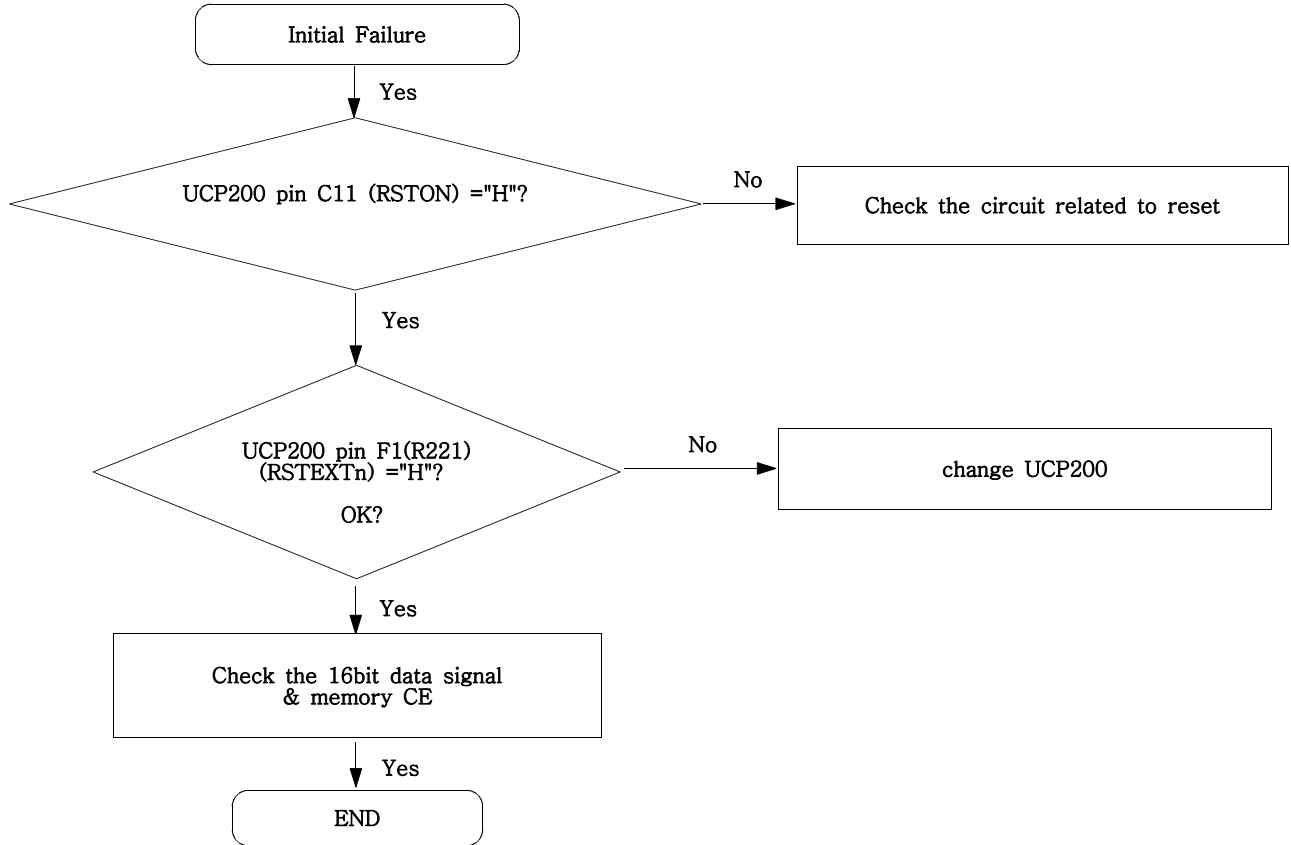 Initial Failure
Yes
UCP200 pin C11 (RSTON) ="H"?
No
Check the circuit related to reset
Yes
UCP200 pin F1(R221)
(RSTEXTn) ="H"?
OK?
No
change UCP200
Yes
Check the 16bit data signal
& memory CE
Yes
END